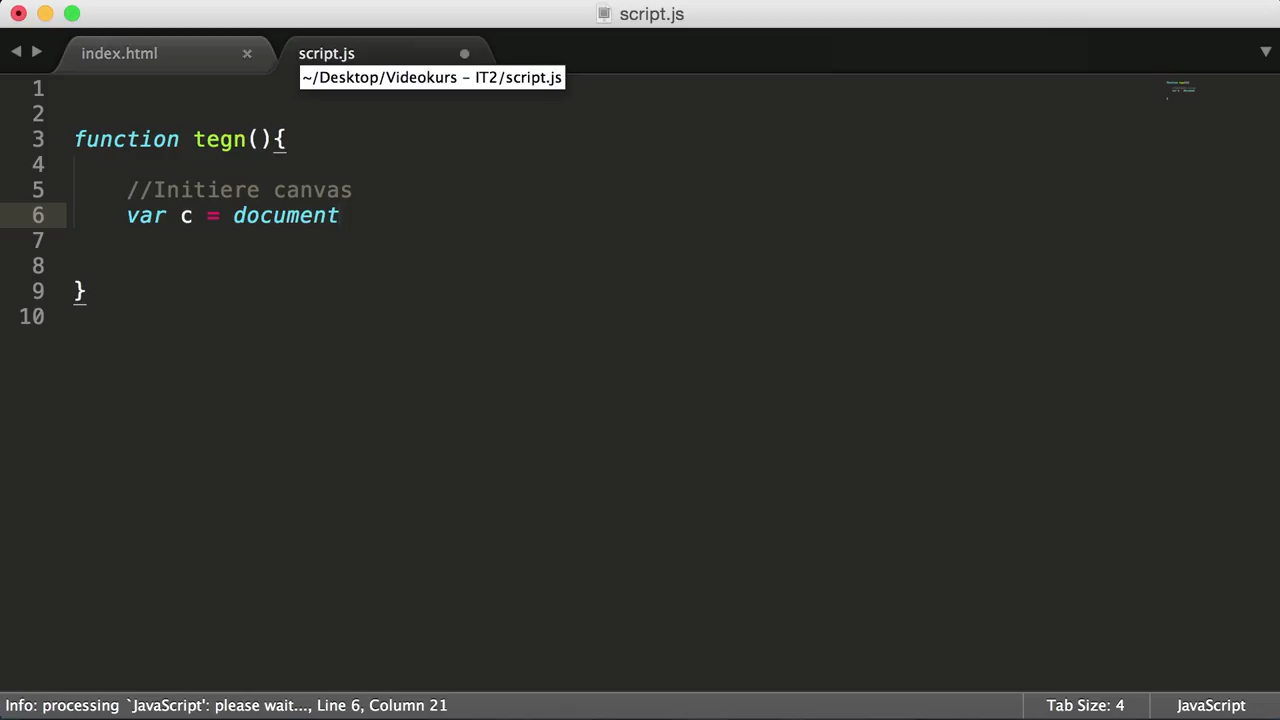 script.js
index.html
script.js
~/Desktop/Videokurs – IT2/script.js
1
2
3 function tegn(){
4
5 //Initiere canvas
6 var c = document
7
8
9 }
10
Info: processing `JavaScript': please wait..., Line 6, Column 21
Tab Size: 4
JavaScript